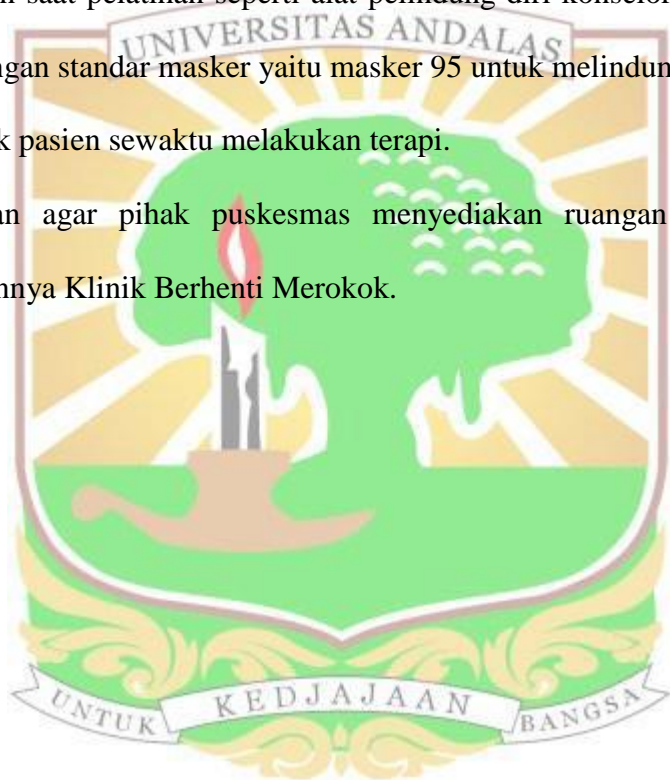 saat pelatihan seperti alat pelindung diri konselor
UNIVERSITAS ANDALAS
ngan standar masker yaitu masker 95 untuk melindun
k pasien sewaktu melakukan terapi.
an agar pihak puskesmas menyediakan ruangan
nnya Klinik Berhenti Merokok.
UNTUK KEDJAJAAN BANGSA